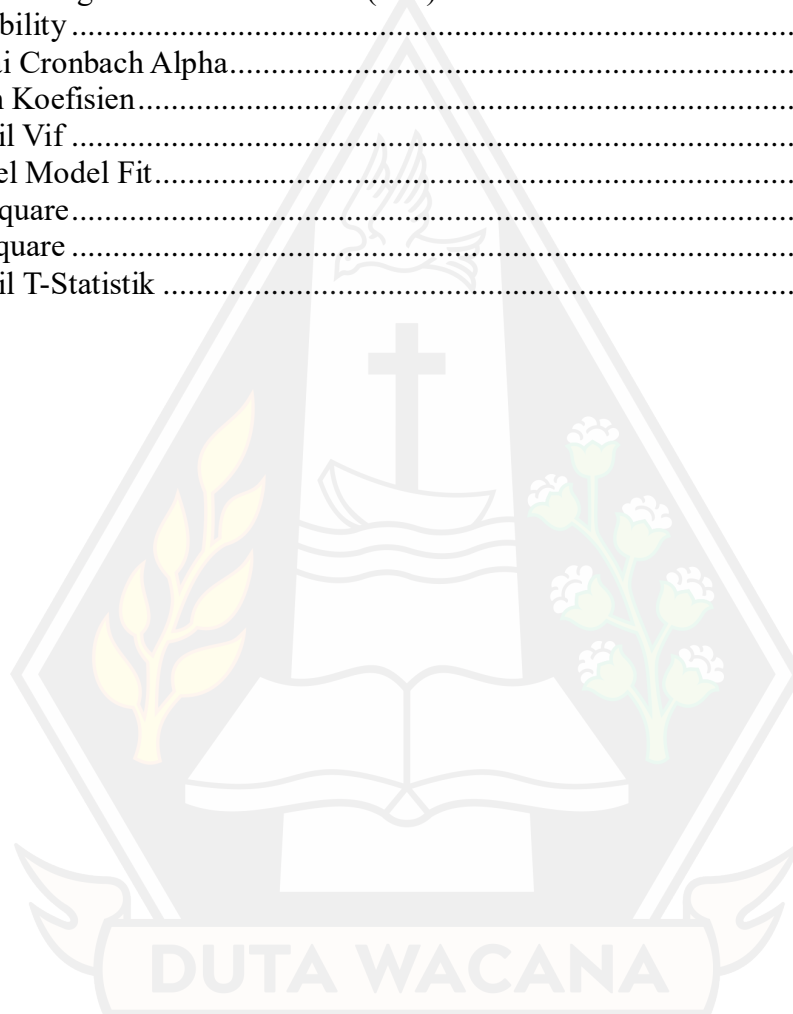 bility ........................................................................................
i Cronbach Alpha......................................................................
n Koefisien.................................................................................
il Vif ........................................................................................
el Model Fit...............................................................................
quare.........................................................................................
quare ........................................................................................
il T-Statistik ..............................................................................
DUTA WACANA